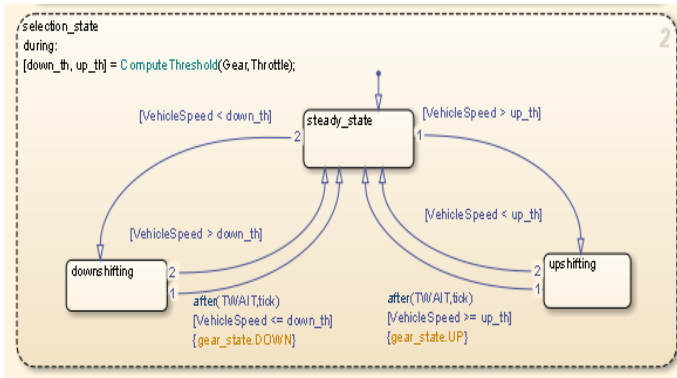 selection_state
2
during:
[down_th, up_th] = ComputeThreshold(Gear,Throttle);
[VehicleSpeed < down_th]
[VehicleSpeed > up_th]
steady_state
2
1
[VehicleSpeed > down_th]
[VehicleSpeed < up_th]
downshifting
2
1
upshifting
2
1
after(TWAIT,tick)
[VehicleSpeed <= down_th]
{gear_state.DOWN}
after(TWAIT,tick)
[VehicleSpeed >= up_th]
{gear_state.UP}